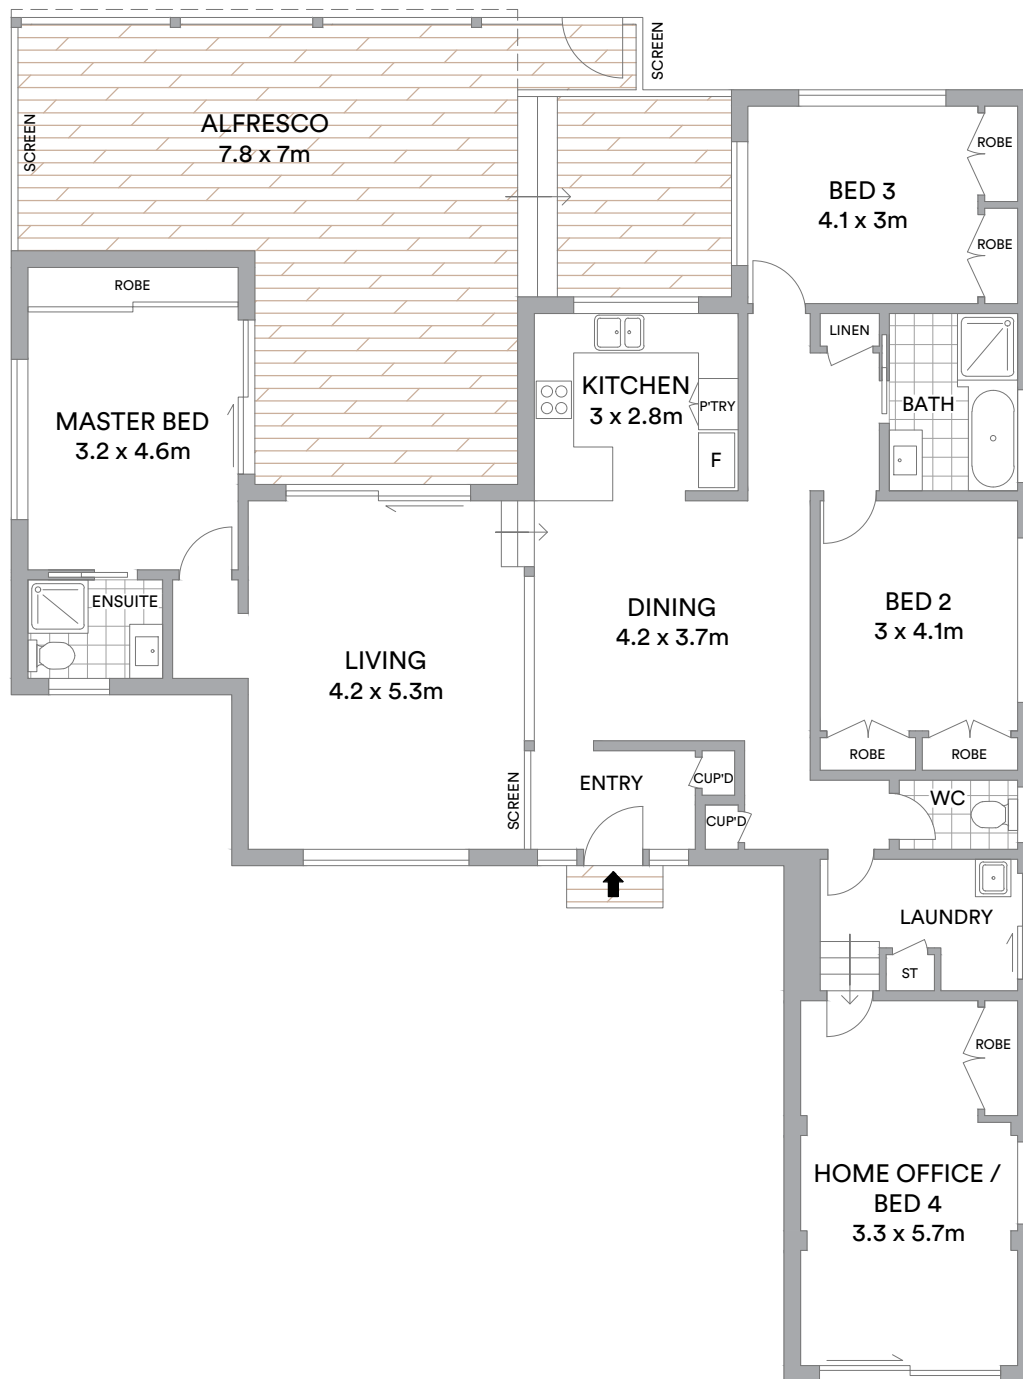 SCREEN
SCREEN
ALFRESCO
7.8 x 7m
BED 3
4.1 x 3m
ROBE
ROBE
ROBE
MASTER BED
3.2 x 4.6m
KITCHEN
3 x 2.8m
P'TRY
F
LINEN
BATH
ENSUITE
LIVING
4.2 x 5.3m
DINING
4.2 x 3.7m
BED 2
3 x 4.1m
ROBE
ROBE
SCREEN
ENTRY
CUP'D
CUP'D
WC
LAUNDRY
ST
ROBE
HOME OFFICE /
BED 4
3.3 x 5.7m